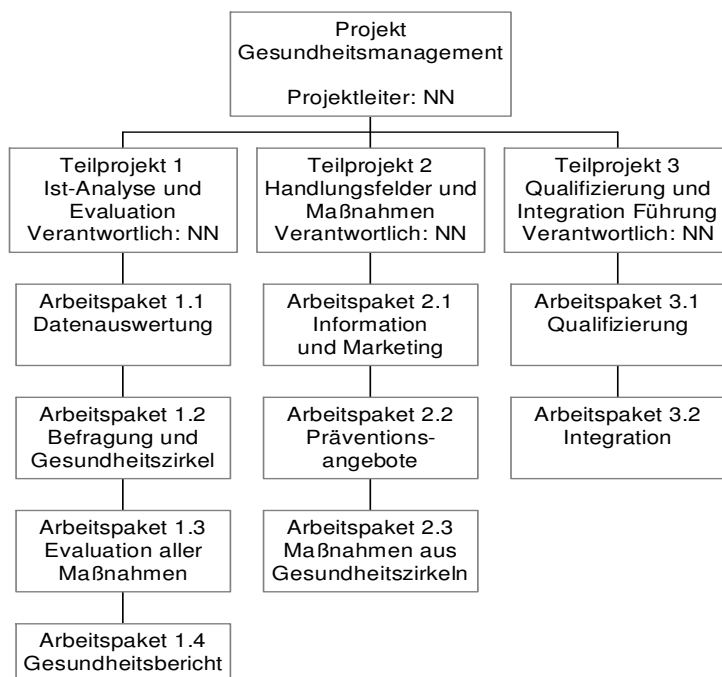 Projekt
Gesundheitsmanagement
Projektleiter: NN
Teilprojekt 1
Ist-Analyse und
Evaluation
Verantwortlich: NN
Teilprojekt 2
Handlungsfelder und
Maßnahmen
Verantwortlich: NN
Teilprojekt 3
Qualifizierung und
Integration Führung
Verantwortlich: NN
Arbeitspaket 1.1
Datenauswertung
Arbeitspaket 2.1
Information
und Marketing
Arbeitspaket 3.1
Qualifizierung
Arbeitspaket 1.2
Befragung und
Gesundheitszirkel
Arbeitspaket 2.2
Präventions-
angebote
Arbeitspaket 3.2
Integration
Arbeitspaket 1.3
Evaluation aller
Maßnahmen
Arbeitspaket 2.3
Maßnahmen aus
Gesundheitszirkeln
Arbeitspaket 1.4
Gesundheitsbericht